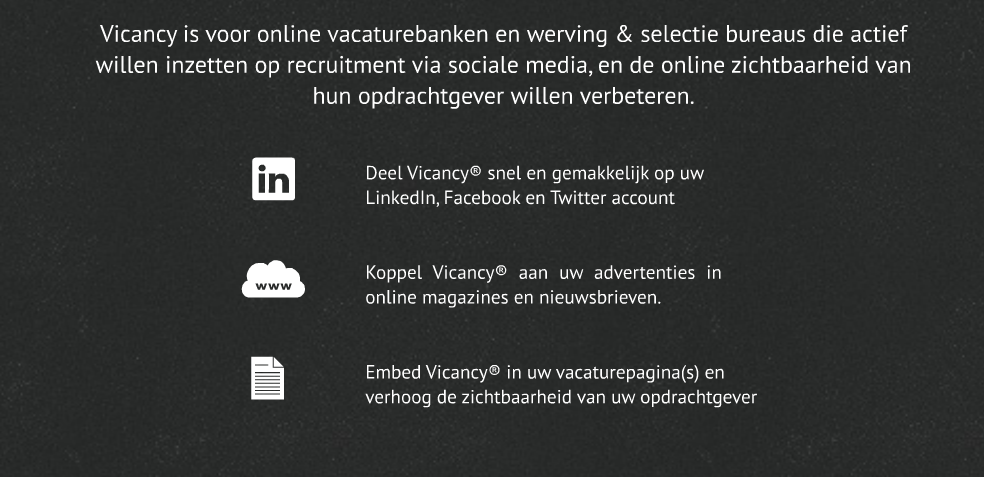 Vicancy is voor online vacaturebanken en werving & selectie bureaus die actief
willen inzetten op recruitment via sociale media, en de online zichtbaarheid van
hun opdrachtgever willen verbeteren.
in
Deel Vicancy® snel en gemakkelijk op uw
LinkedIn, Facebook en Twitter account
www
Koppel Vicancy® aan uw advertenties in
online magazines en nieuwsbrieven.
Embed Vicancy® in uw vacaturepagina(s) en
verhoog de zichtbaarheid van uw opdrachtgever